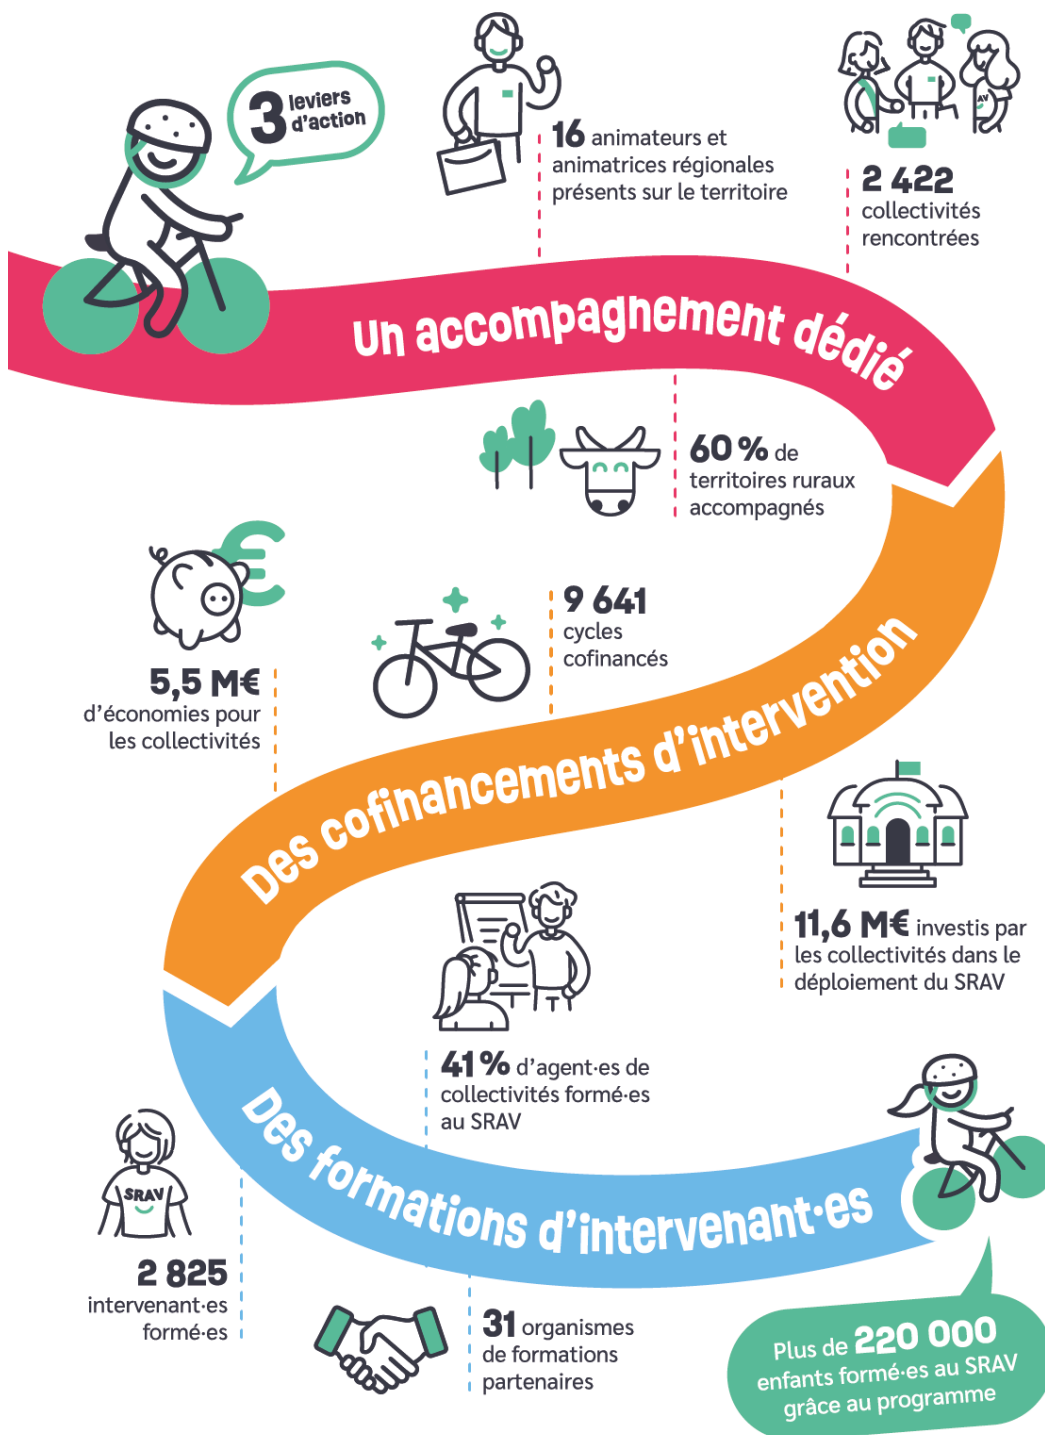 3 leviers
d'action
16 animateurs et
animatrices régionales
présents sur le territoire
AV
2 422
collectivités
rencontrées
Un accompagnement dédié
60 % de
territoires ruraux
accompagnés
5,5 M€
d'économies pour
les collectivités
9 641
cycles
cofinancés
Des cofinancements d'intervention
11,6 M€ investis par
les collectivités dans le
déploiement du SRAV
41 % d'agent·es de
collectivités formé·es
au SRAV
Des formations d'intervenant·es
SRAV
2 825
intervenant·es
formé·es
31 organismes
de formations
partenaires
Plus de 220 000
enfants formé·es au SRAV
grâce au programme